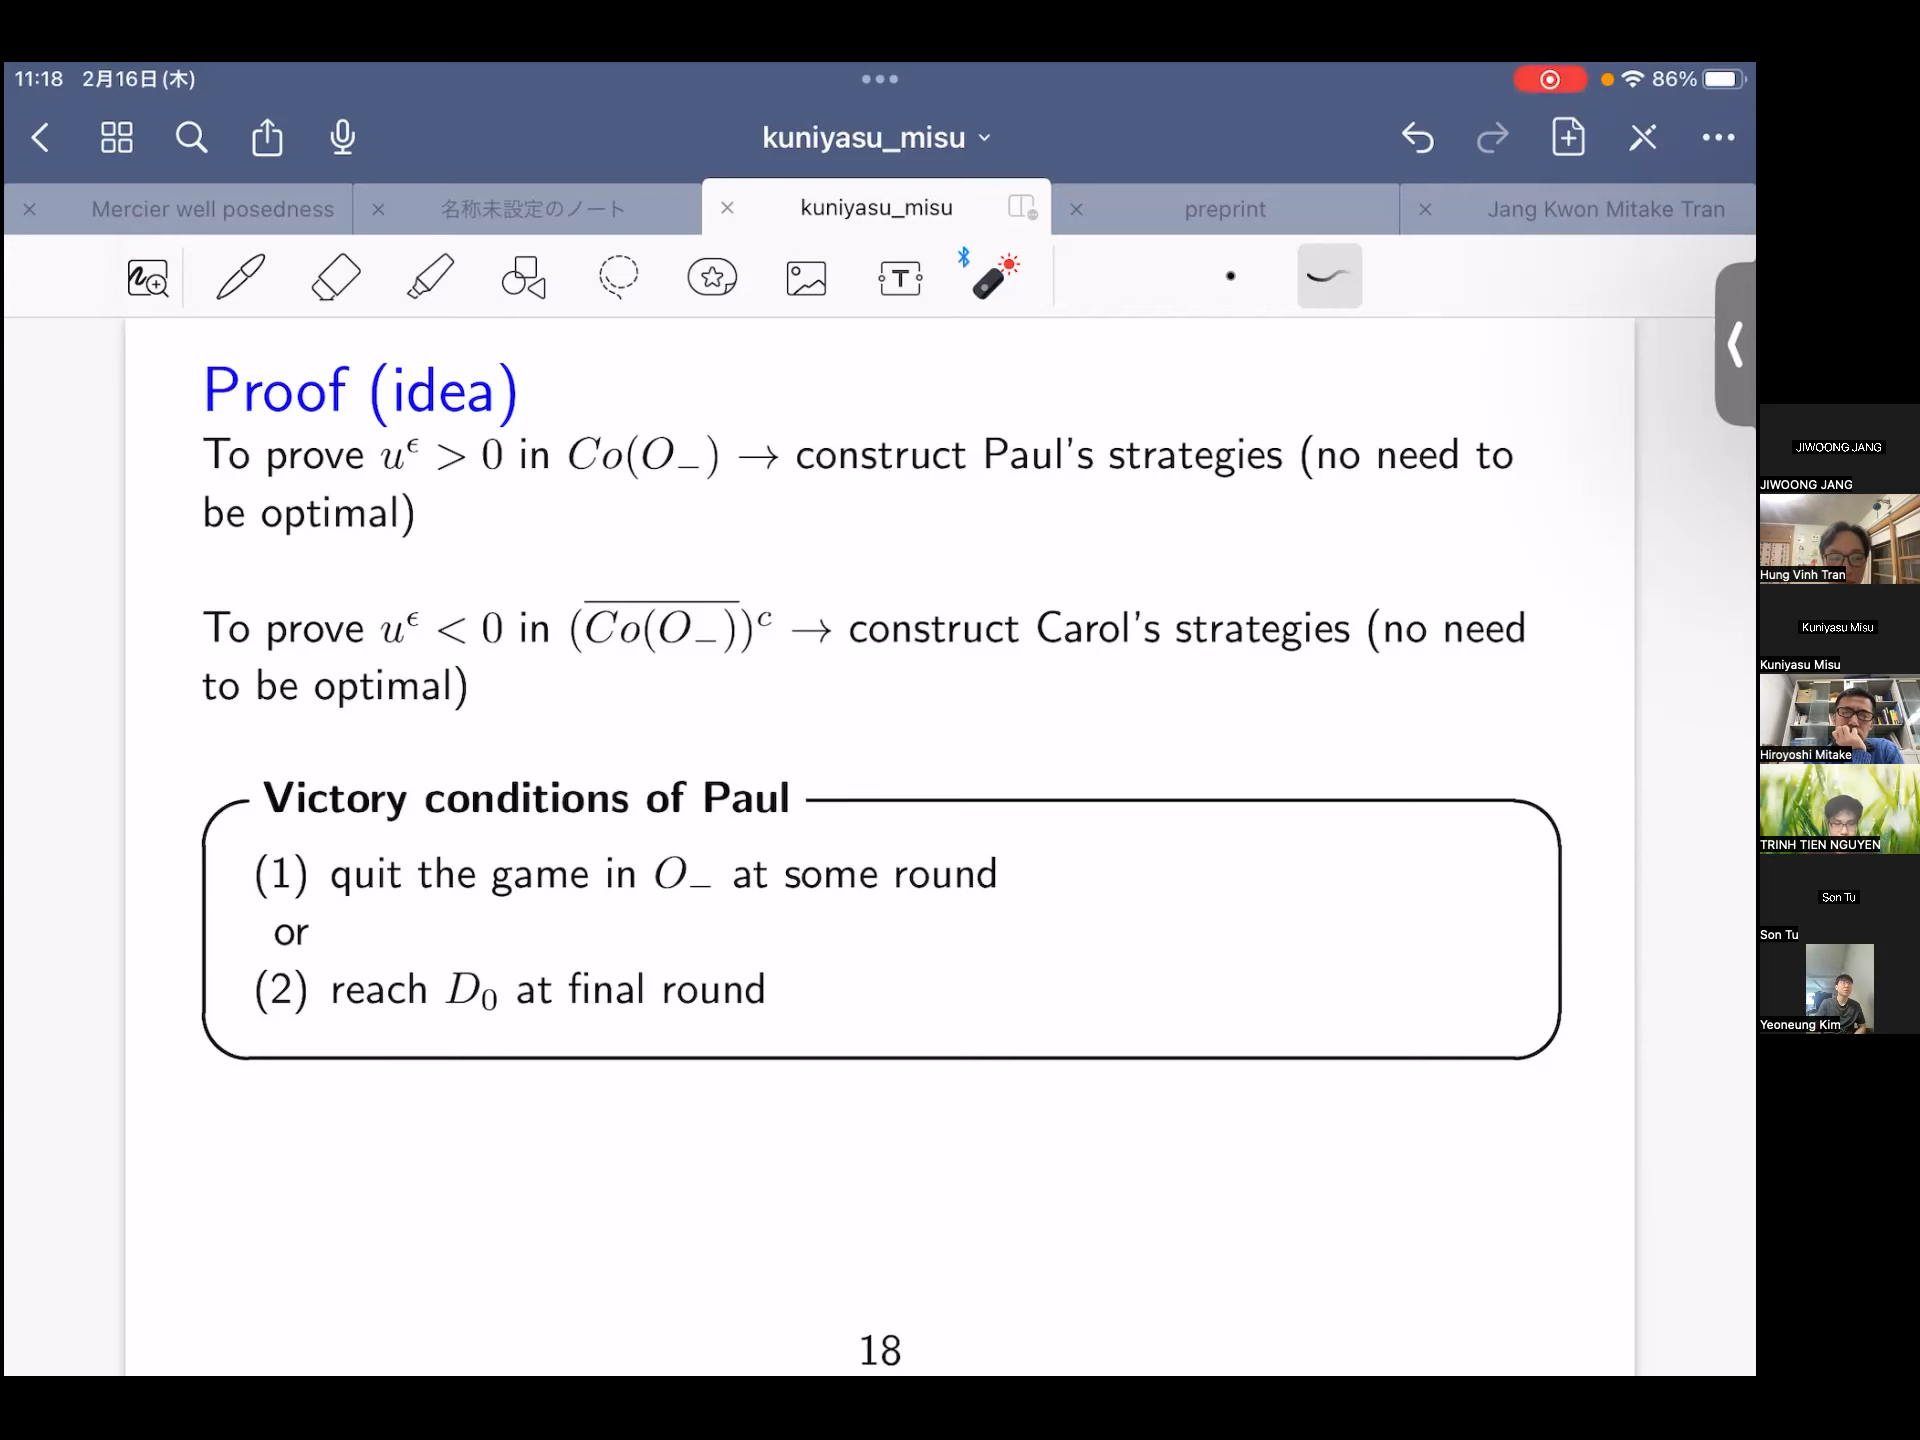 11:18 2月16日(木)
86%
kuniyasu_misu
Mercier well posedness
名称未設定のノート
kuniyasu_misu
preprint
Jang Kwon Mitake Tran
T
Proof (idea)
To prove $u^\epsilon > 0$ in $Co(O_-)$ → construct Paul's strategies (no need to
be optimal)
To prove $u^\epsilon < 0$ in $(\overline{Co(O_-)})^c$ → construct Carol's strategies (no need
to be optimal)
Victory conditions of Paul
(1) quit the game in $O_-$ at some round
or
(2) reach $D_0$ at final round
18
JIWOONG JANG
JIWOONG JANG
Hung Vinh Tran
Kuniyasu Misu
Kuniyasu Misu
Hiroyoshi Mitake
TRINH TIEN NGUYEN
Son Tu
Son Tu
Yeoneung Kim